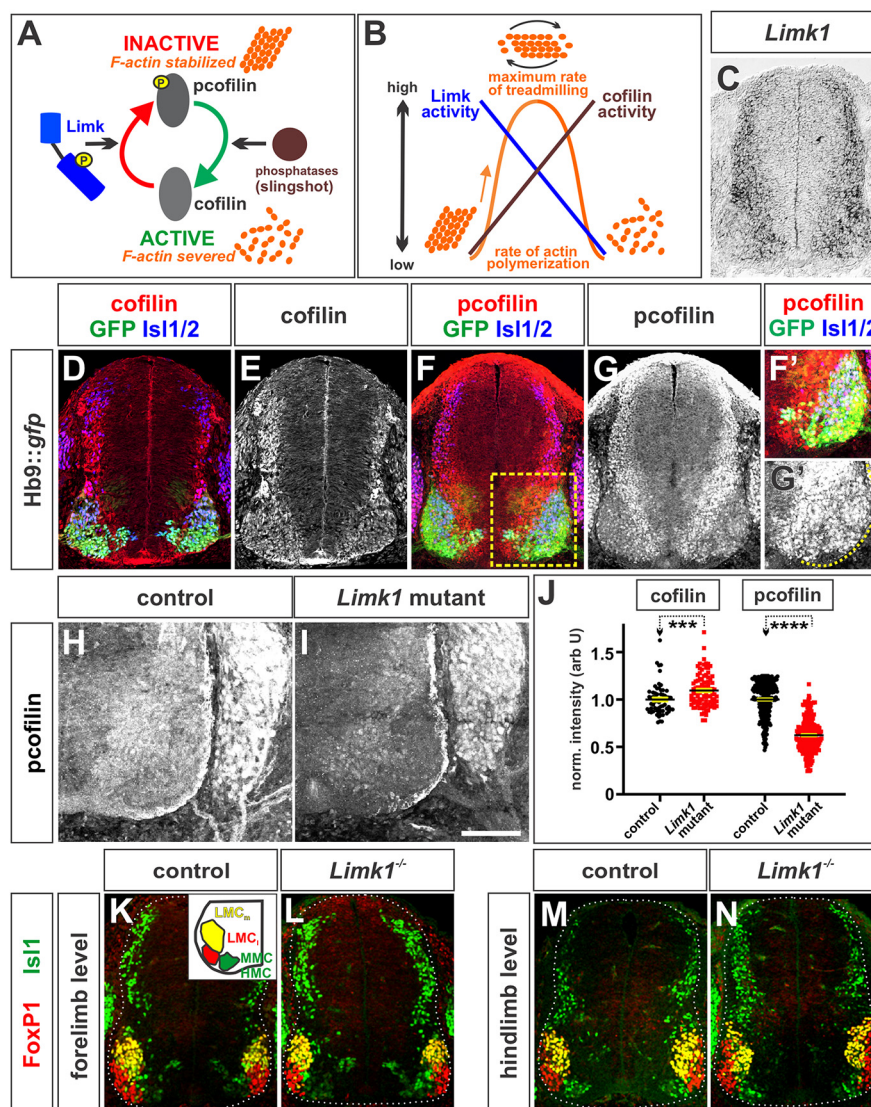 A
INACTIVE
F-actin stabilized
P
pcofilin
Limk
P
phosphatases
(slingshot)
cofilin
ACTIVE
F-actin severed
B
maximum rate
of treadmilling
high
Limk
activity
cofilin
activity
low
rate of actin
polymerization
Limk1
C
cofilin
GFP Isl1/2
cofilin
pcofilin
GFP Isl1/2
pcofilin
pcofilin
GFP Isl1/2
Hb9::gfp
D
E
F
G
F'
G'
control
Limk1 mutant
pcofilin
H
I
J
cofilin
pcofilin
***
****
norm. intensity (arb U)
1.5
1.0
0.5
0
control
Limk1
mutant
control
Limk1
mutant
control
Limk1-/-
control
Limk1-/-
FoxP1 Isl1
forelimb level
K
LMCm
LMCl
MMC
HMC
L
hindlimb level
M
N